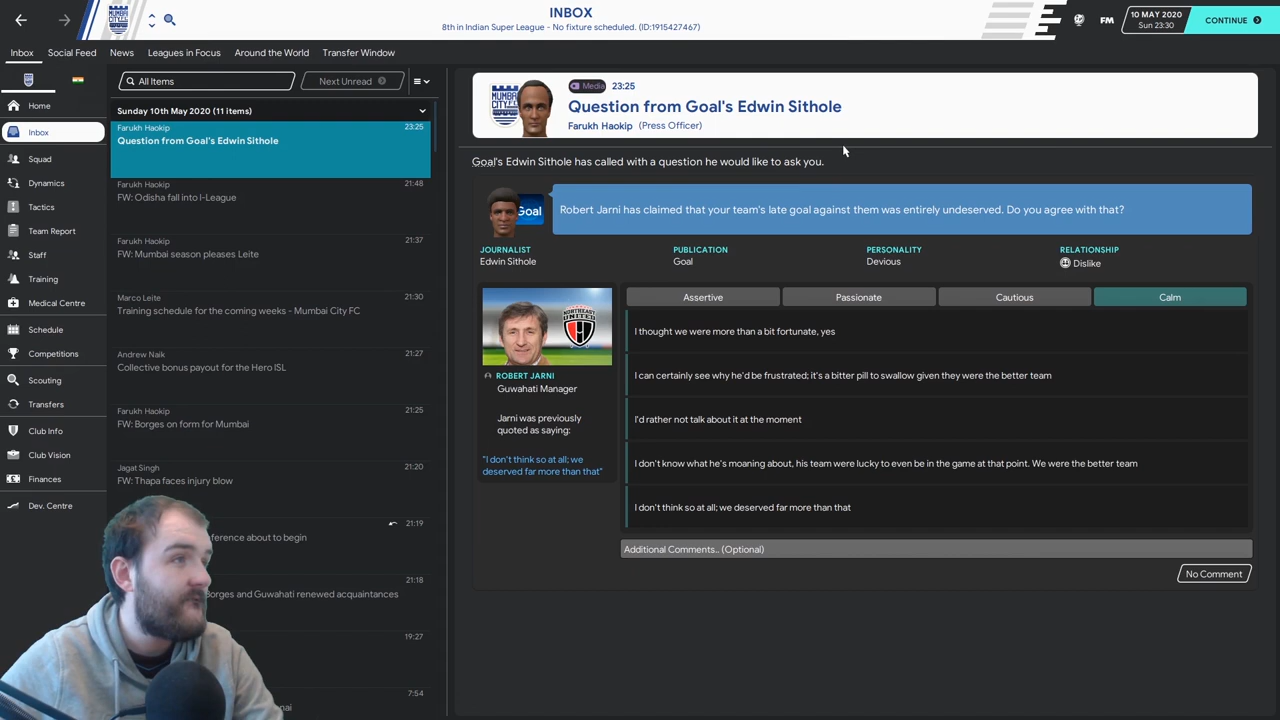 INBOX
8th in Indian Super League - No fixture scheduled. (ID:1915427467)
FM
10 MAY 2020
Sun 23:30
CONTINUE
Inbox
Social Feed
News
Leagues in Focus
Around the World
Transfer Window
Home
Inbox
Squad
Dynamics
Tactics
Team Report
Staff
Training
Medical Centre
Schedule
Competitions
Scouting
Transfers
Club Info
Club Vision
Finances
Dev. Centre
All Items
Next Unread
Sunday 10th May 2020 (11 items)
Farukh Haokip 23:25
Question from Goal's Edwin Sithole
Farukh Haokip 21:48
FW: Odisha fall into I-League
Farukh Haokip 21:37
FW: Mumbai season pleases Leite
Marco Leite 21:30
Training schedule for the coming weeks - Mumbai City FC
Andrew Naik 21:27
Collective bonus payout for the Hero ISL
Farukh Haokip 21:25
FW: Borges on form for Mumbai
Jagat Singh 21:20
FW: Thapa faces injury blow
21:19
ference about to begin
21:18
Borges and Guwahati renewed acquaintances
19:27
7:54
MUMBAI
CITY FC
Media 23:25
Question from Goal's Edwin Sithole
Farukh Haokip (Press Officer)
Goal's Edwin Sithole has called with a question he would like to ask you.
Goal
Robert Jarni has claimed that your team's late goal against them was entirely undeserved. Do you agree with that?
JOURNALIST
Edwin Sithole
PUBLICATION
Goal
PERSONALITY
Devious
RELATIONSHIP
Dislike
NORTHEAST
UNITED
ROBERT JARNI
Guwahati Manager
Jarni was previously
quoted as saying:
"I don't think so at all; we
deserved far more than that"
Assertive
Passionate
Cautious
Calm
I thought we were more than a bit fortunate, yes
I can certainly see why he'd be frustrated; it's a bitter pill to swallow given they were the better team
I'd rather not talk about it at the moment
I don't know what he's moaning about, his team were lucky to even be in the game at that point. We were the better team
I don't think so at all; we deserved far more than that
Additional Comments.. (Optional)
No Comment